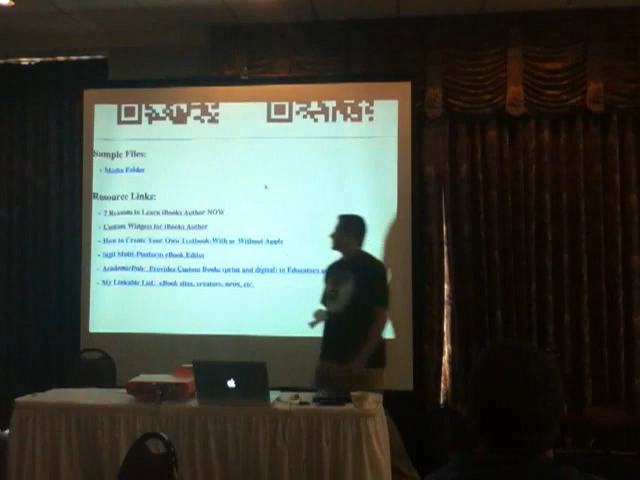 Sample Files:
Media Folder
Resource Links:
- 7 Reasons to Learn iBooks Author NOW
- Custom Widgets for iBooks Author
- How to Create Your Own Textbook With or Without Apple
- Sigil Multi-Platform eBook Editor
- AcademicPub: Provides Custom Books (print and digital) to Educators
- My Linkable List: eBook sites, creators, news, etc.